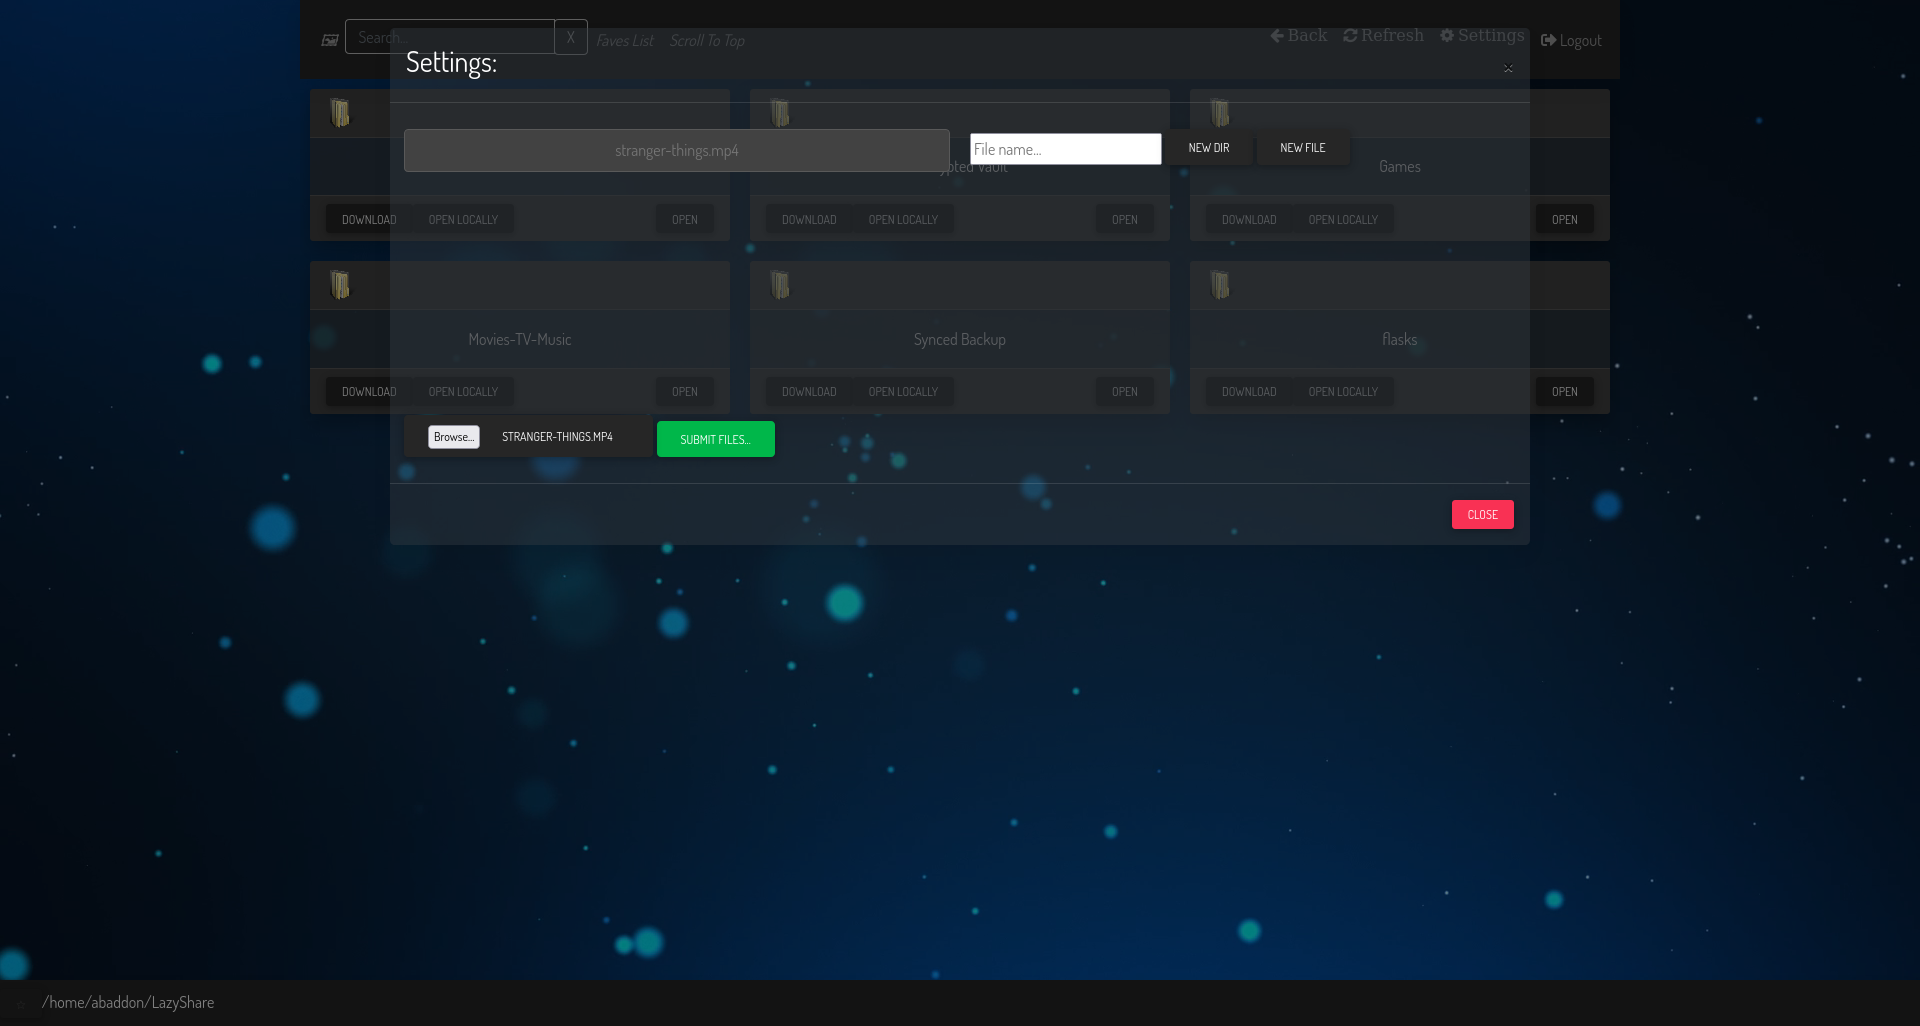 Search... X Faves List Scroll To Top Back Refresh Settings Logout
Settings:
×
stranger-things.mp4 File name... NEW DIR NEW FILE
Vault Games
DOWNLOAD OPEN LOCALLY OPEN DOWNLOAD OPEN LOCALLY OPEN DOWNLOAD OPEN LOCALLY OPEN
Movies-TV-Music Synced Backup flasks
DOWNLOAD OPEN LOCALLY OPEN DOWNLOAD OPEN LOCALLY OPEN DOWNLOAD OPEN LOCALLY OPEN
Browse... STRANGER-THINGS.MP4 SUBMIT FILES...
CLOSE
/home/abaddon/LazyShare